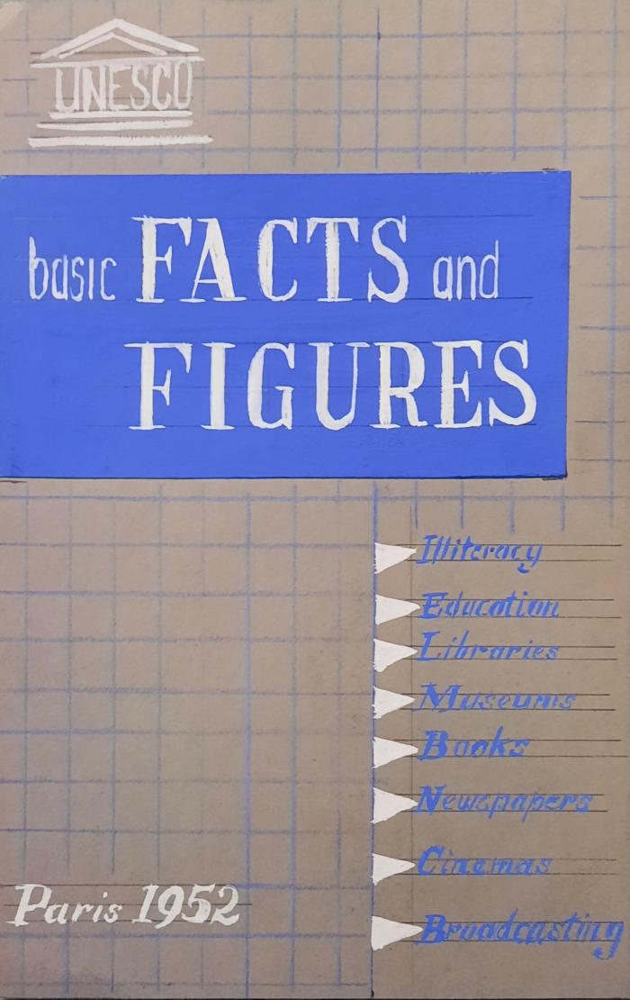 UNESCO
basic FACTS and
FIGURES
Illiteracy
Education
Libraries
Museums
Books
Newspapers
Cinemas
Broadcasting
Paris 1952